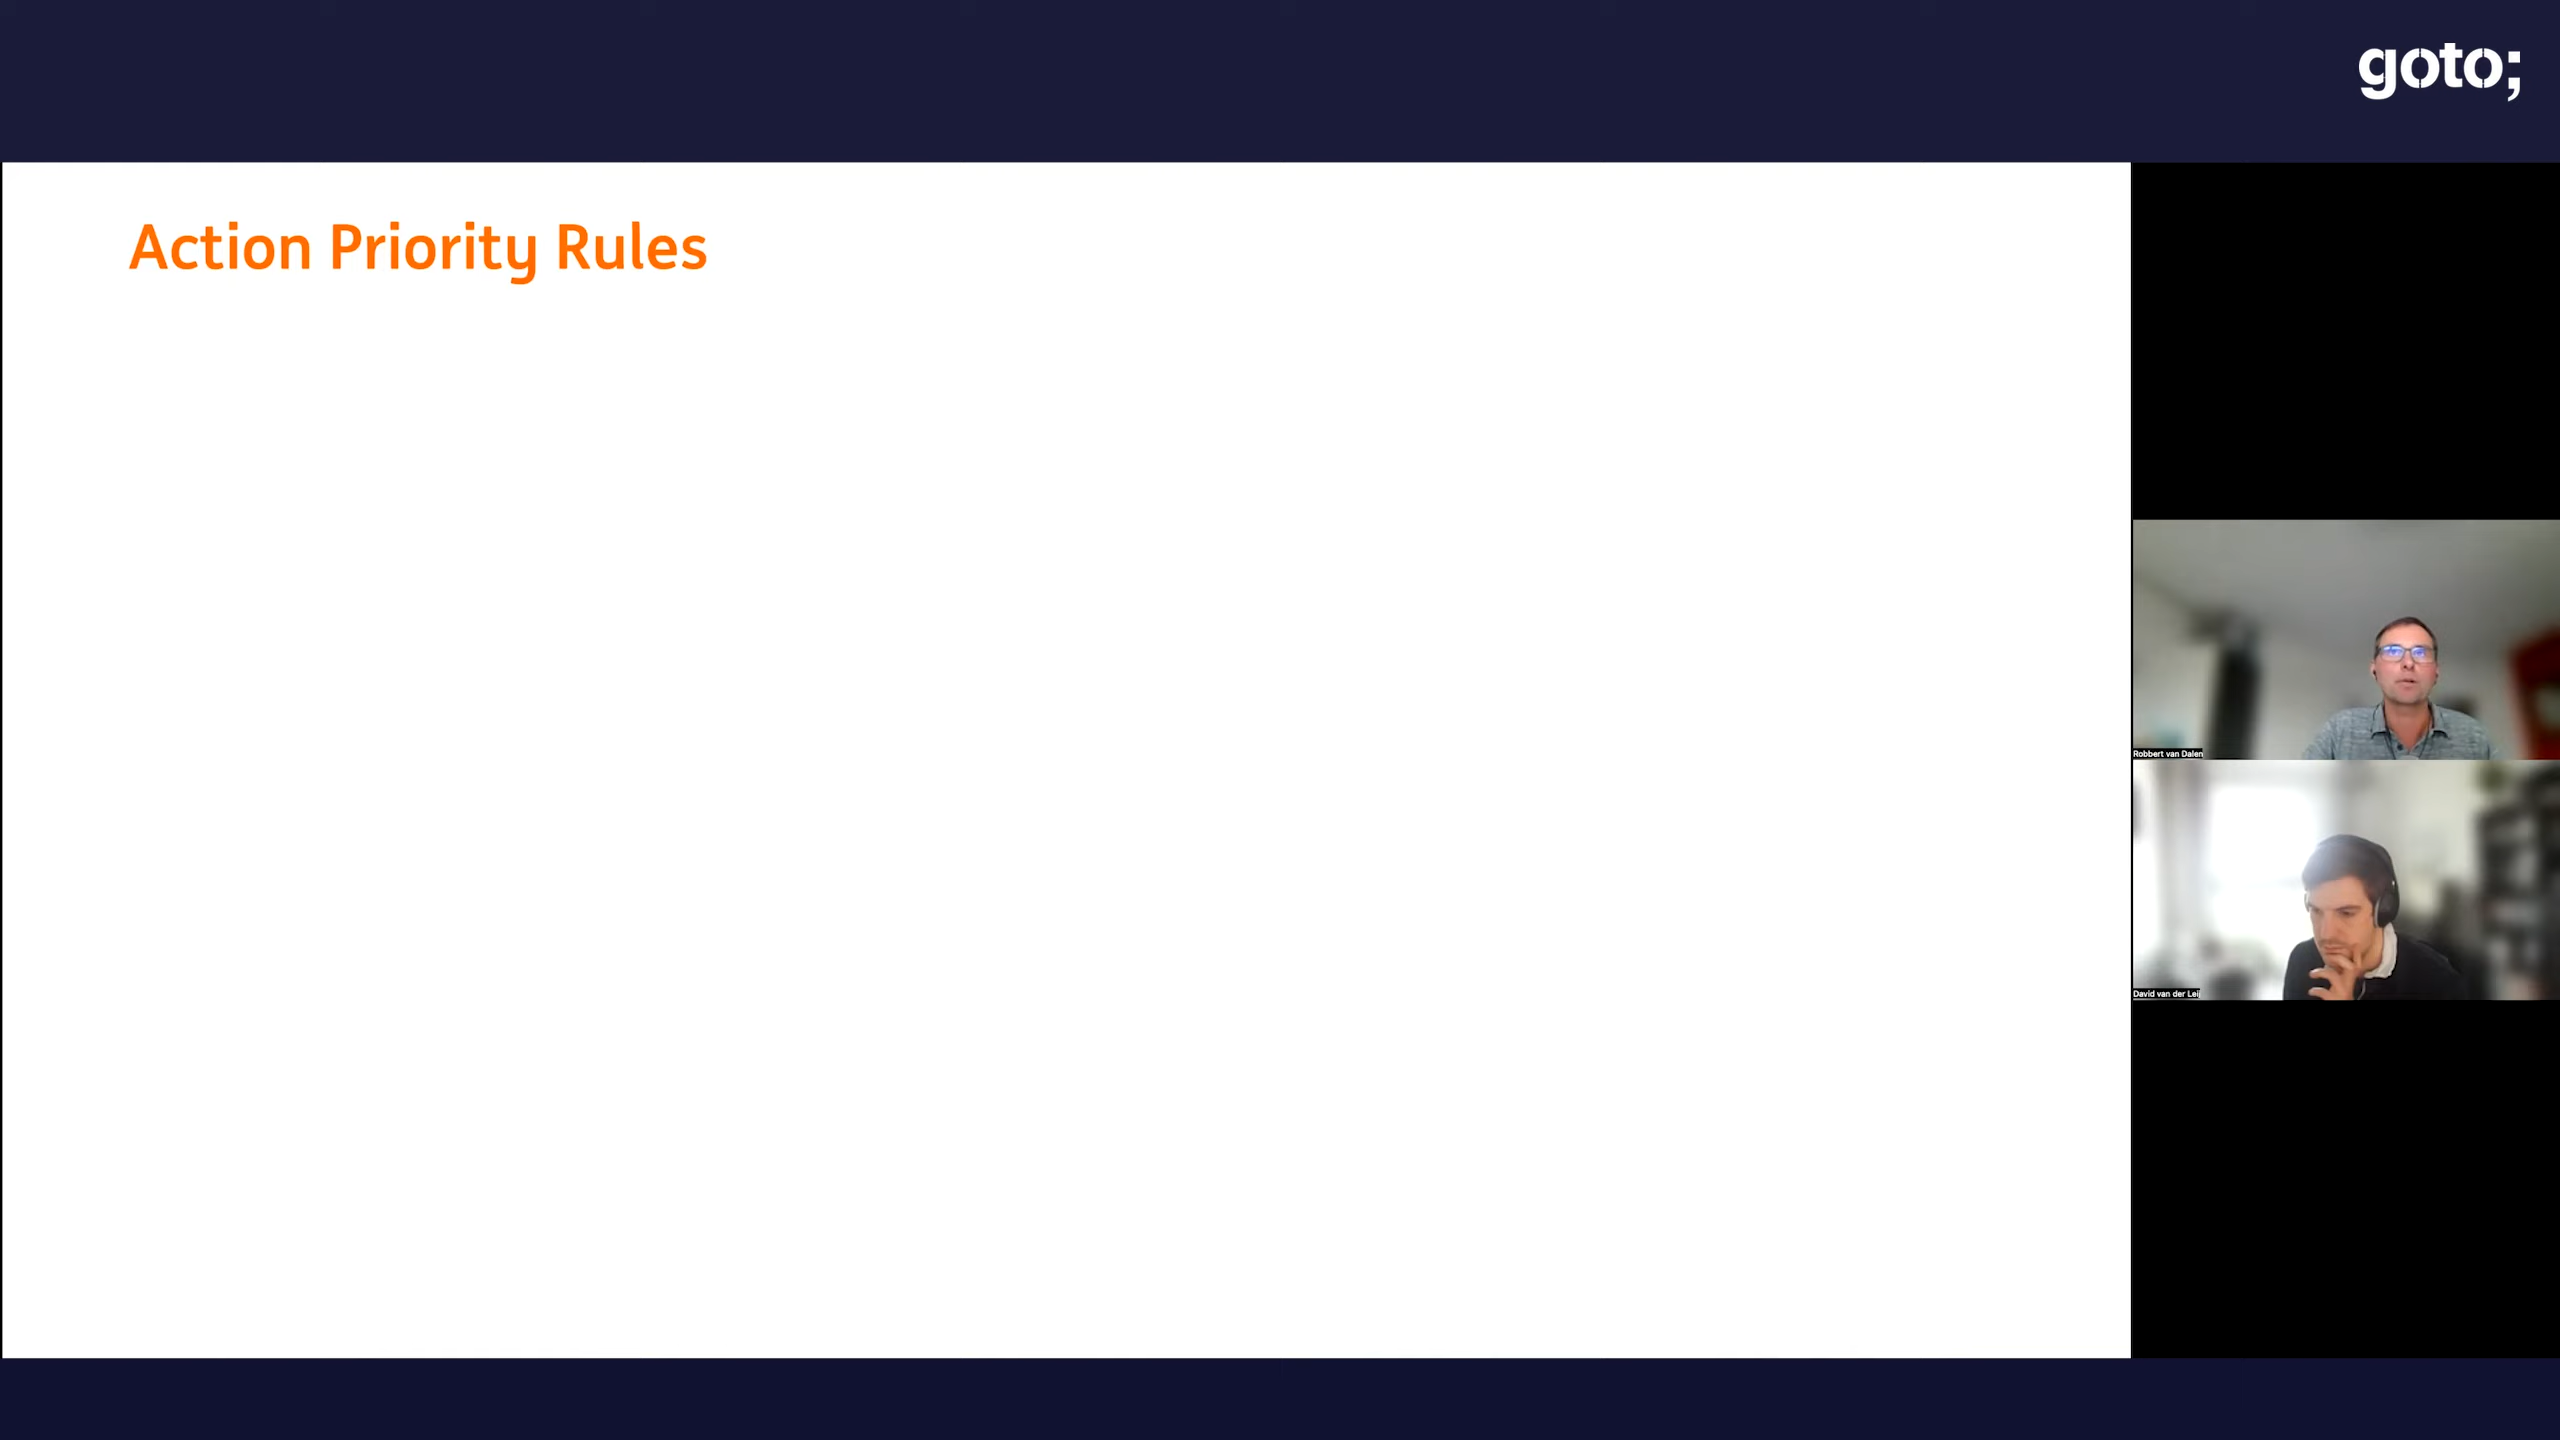 goto;
Action Priority Rules
Robbert van Dalen
David van der Leij